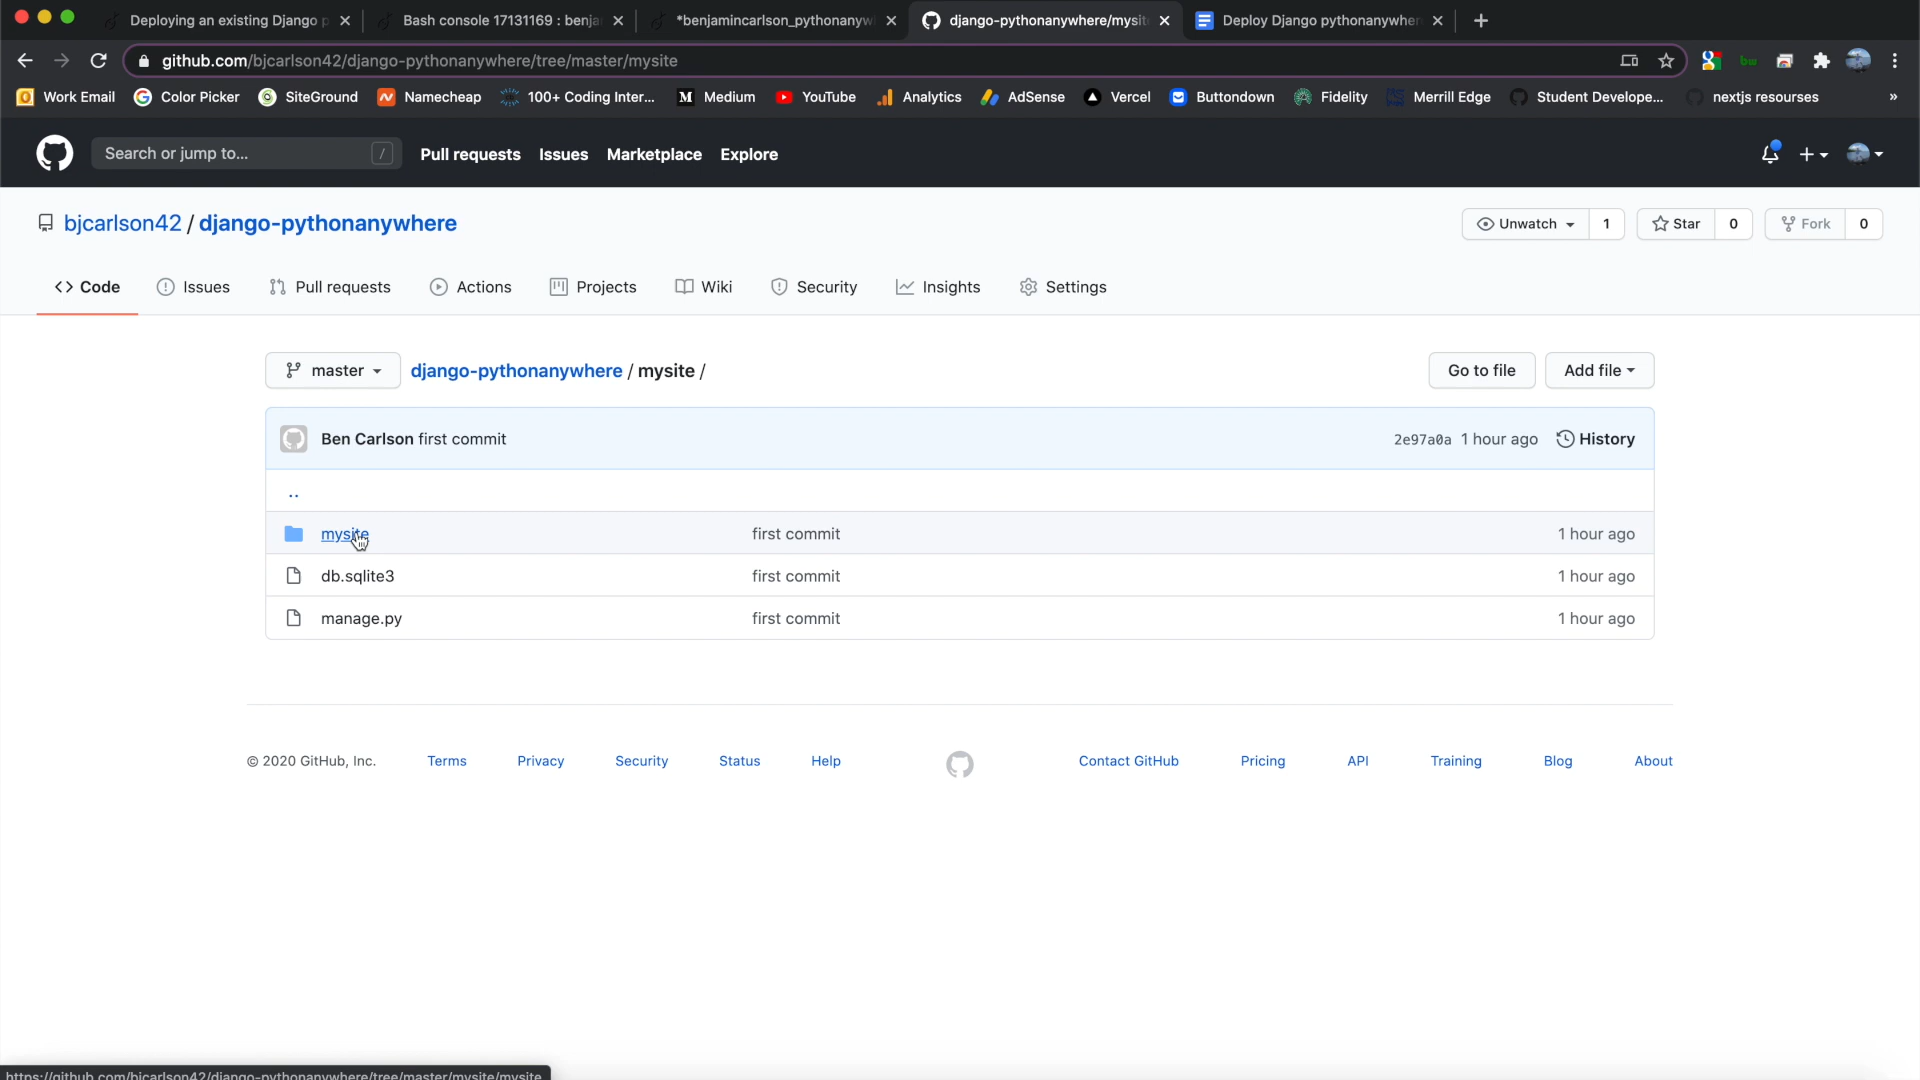 Deploying an existing Django p
Bash console 17131169 : benja
*benjamincarlson_pythonanyw
django-pythonanywhere/mysit
Deploy Django pythonanywher
github.com/bjcarlson42/django-pythonanywhere/tree/master/mysite
bw
Work Email
Color Picker
SiteGround
Namecheap
100+ Coding Inter...
Medium
YouTube
Analytics
AdSense
Vercel
Buttondown
Fidelity
Merrill Edge
Student Develope...
nextjs resourses
»
Search or jump to...
/
Pull requests
Issues
Marketplace
Explore
bjcarlson42 / django-pythonanywhere
Unwatch
1
Star
0
Fork
0
Code
Issues
Pull requests
Actions
Projects
Wiki
Security
Insights
Settings
master
django-pythonanywhere / mysite /
Go to file
Add file
Ben Carlson first commit
2e97a0a 1 hour ago
History
..
mysite
first commit
1 hour ago
db.sqlite3
first commit
1 hour ago
manage.py
first commit
1 hour ago
© 2020 GitHub, Inc.
Terms
Privacy
Security
Status
Help
Contact GitHub
Pricing
API
Training
Blog
About
https://github.com/bjcarlson42/django-pythonanywhere/tree/master/mysite/mysite